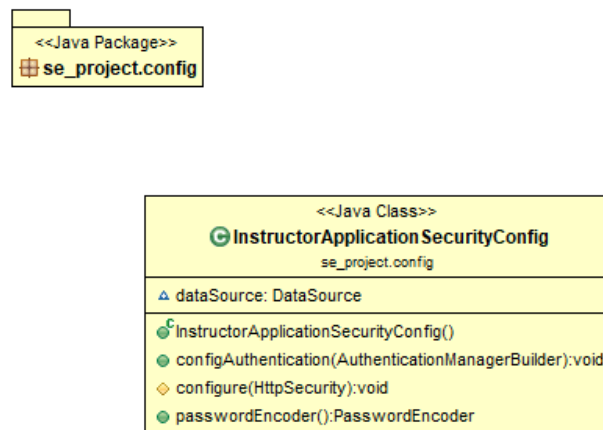 <<Java Package>>
se_project.config
<<Java Class>>
InstructorApplicationSecurityConfig
se_project.config
dataSource: DataSource
InstructorApplicationSecurityConfig()
configAuthentication(AuthenticationManagerBuilder):void
configure(HttpSecurity):void
passwordEncoder():PasswordEncoder